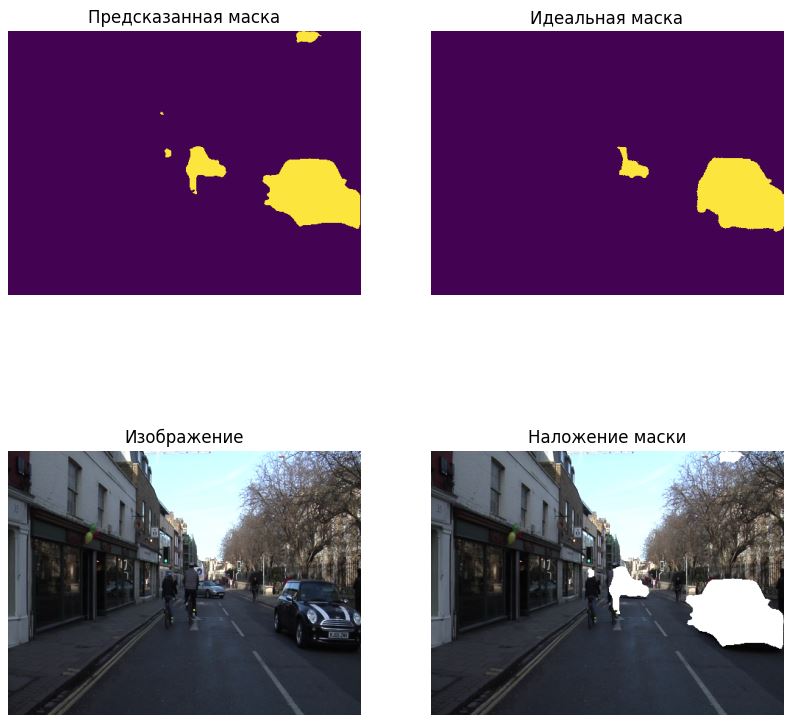 Предсказанная маска
Идеальная маска
Изображение
Наложение маски